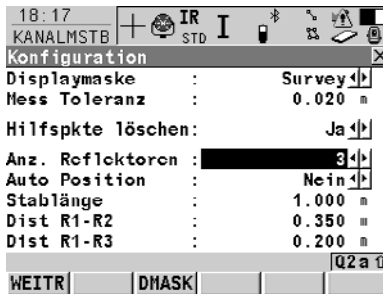 18:17
KANALMSTB
IR
STD
I
Konfiguration
Displaymaske : Survey
Mess Toleranz : 0.020 m
Hilfspkte löschen: Ja
Anz. Reflektoren : 3
Auto Position : Nein
Stablänge : 1.000 m
Dist R1-R2 : 0.350 m
Dist R1-R3 : 0.200 m
Q2a
WEITR DMASK